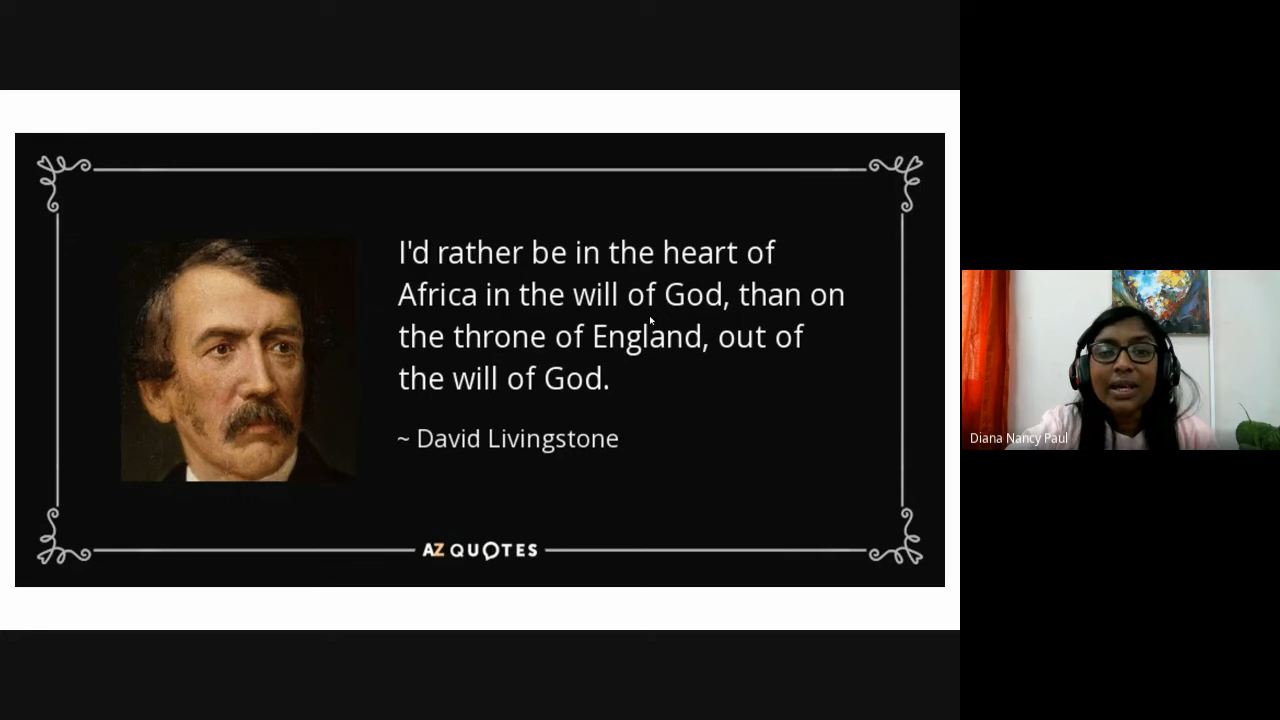 I'd rather be in the heart of
Africa in the will of God, than on
the throne of England, out of
the will of God.
~ David Livingstone
AZ QUOTES
Diana Nancy Paul